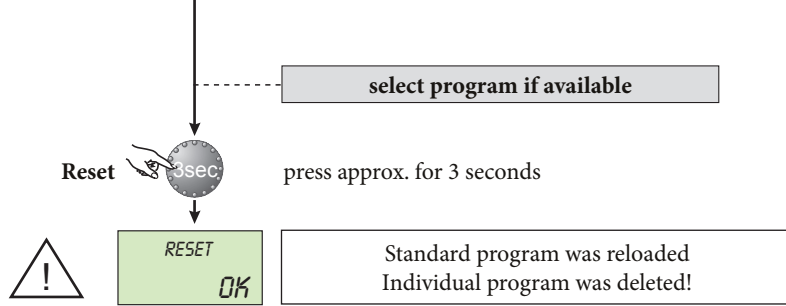 select program if available
Reset
3sec
press approx. for 3 seconds
!
RESET
OK
Standard program was reloaded
Individual program was deleted!